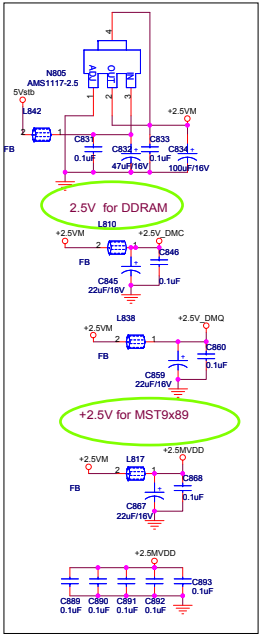 4
N805
AMS1117-2.5
ADJ
OUT
IN
5Vstb
1
2
3
L842
+2.5VM
2
1
FB
C831
0.1uF
C832
47uF/16V
C833
0.1uF
C834
100uF/16V
2.5V for DDRAM
+2.5VM
L810
+2.5V_DMC
2
1
FB
C846
0.1uF
C845
22uF/16V
L838
+2.5V_DMQ
+2.5VM
2
1
FB
C860
0.1uF
C859
22uF/16V
+2.5V for MST9x89
+2.5VM
L817
+2.5MVDD
2
1
FB
C868
0.1uF
C867
22uF/16V
+2.5MVDD
C889
0.1uF
C890
0.1uF
C891
0.1uF
C892
0.1uF
C893
0.1uF